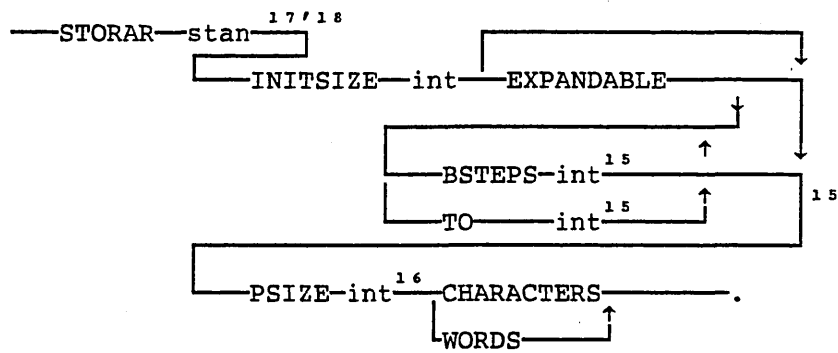 17'18
STORAR stan
INITSIZE int EXPANDABLE
BSTEPS int 15
TO int 15
15
PSIZE int 16 CHARACTERS .
WORDS